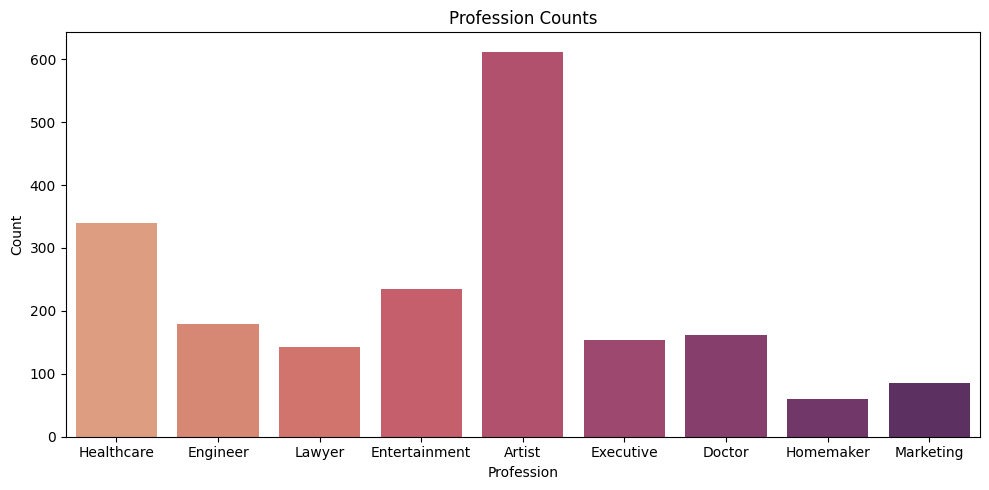 Profession Counts
Count
600
500
400
300
200
100
0
Healthcare Engineer Lawyer Entertainment Artist Executive Doctor Homemaker Marketing
Profession